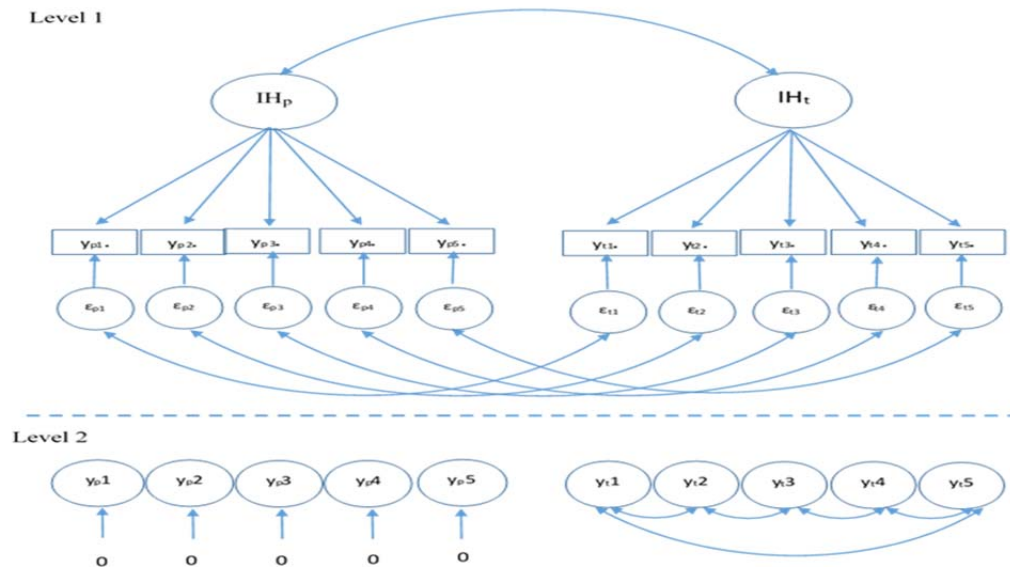 Level 1
IHₚ IHₜ
yₚ₁. yₚ₂. yₚ₃. yₚ₄. yₚ₅. yₜ₁. yₜ₂. yₜ₃. yₜ₄. yₜ₅.
εₚ₁ εₚ₂ εₚ₃ εₚ₄ εₚ₅ εₜ₁ εₜ₂ εₜ₃ εₜ₄ εₜ₅
Level 2
yₚ1 yₚ2 yₚ3 yₚ4 yₚ5 yₜ1 yₜ2 yₜ3 yₜ4 yₜ5
0 0 0 0 0